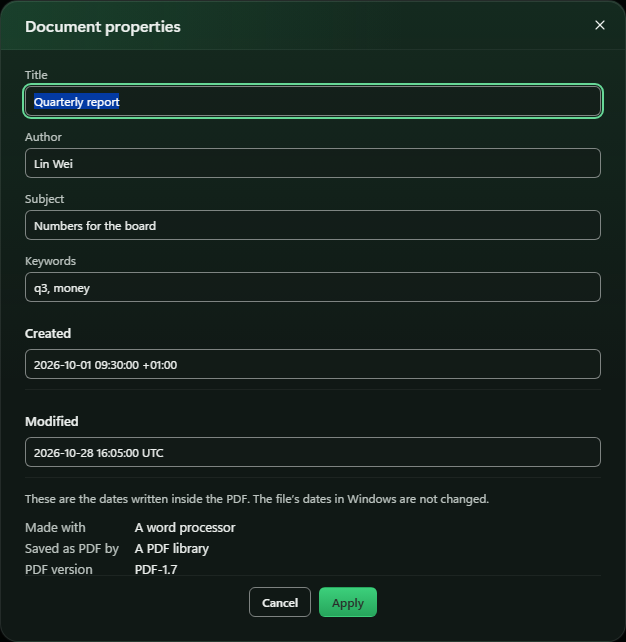 Document properties
Title
Quarterly report
Author
Lin Wei
Subject
Numbers for the board
Keywords
q3, money
Created
2026-10-01 09:30:00 +01:00
Modified
2026-10-28 16:05:00 UTC
These are the dates written inside the PDF. The file's dates in Windows are not changed.
Made with A word processor
Saved as PDF by A PDF library
PDF version PDF-1.7
Cancel Apply